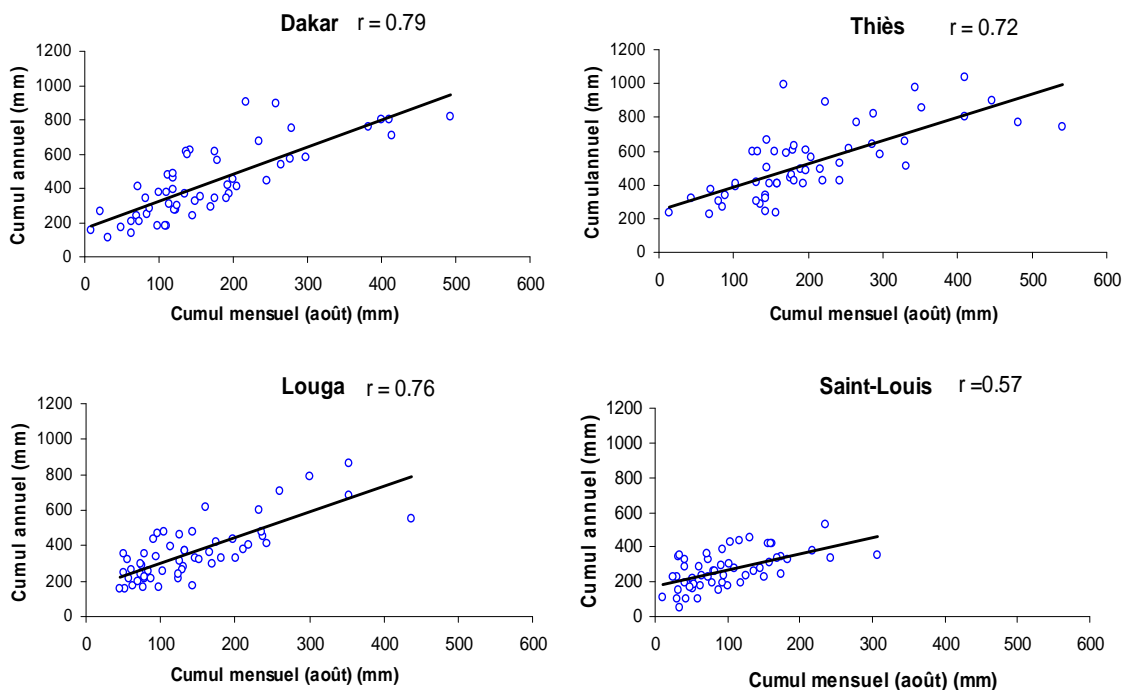 Dakar r = 0.79
1200
1000
800
600
400
200
0
Cumul annuel (mm)
0 100 200 300 400 500 600
Cumul mensuel (août) (mm)
Thiès r = 0.72
1200
1000
800
600
400
200
0
Cumulannuel (mm)
0 100 200 300 400 500 600
Cumul mensuel (août) (mm)
Louga r = 0.76
1200
1000
800
600
400
200
0
Cumul annuel (mm)
0 100 200 300 400 500 600
Cumul mensuel (août) (mm)
Saint-Louis r =0.57
1200
1000
800
600
400
200
0
Cumul annuel (mm)
0 100 200 300 400 500 600
Cumul mensuel (août) (mm)